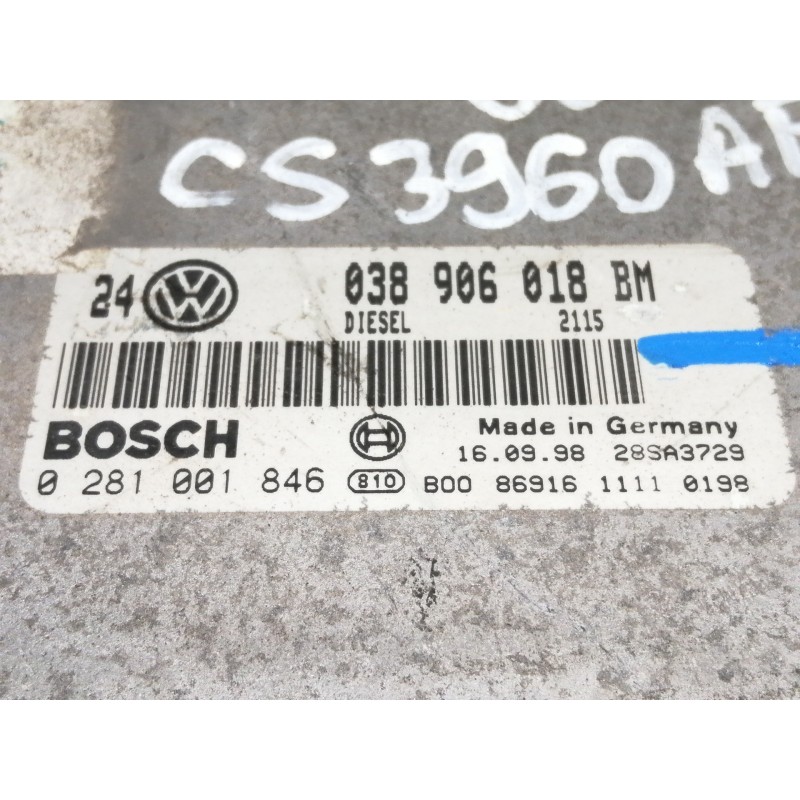 CS3960
24 VW 038 906 018 BM
DIESEL 2115
BOSCH Made in Germany
16.09.98 28SA3729
0 281 001 846 810 B00 86916 1111 0198